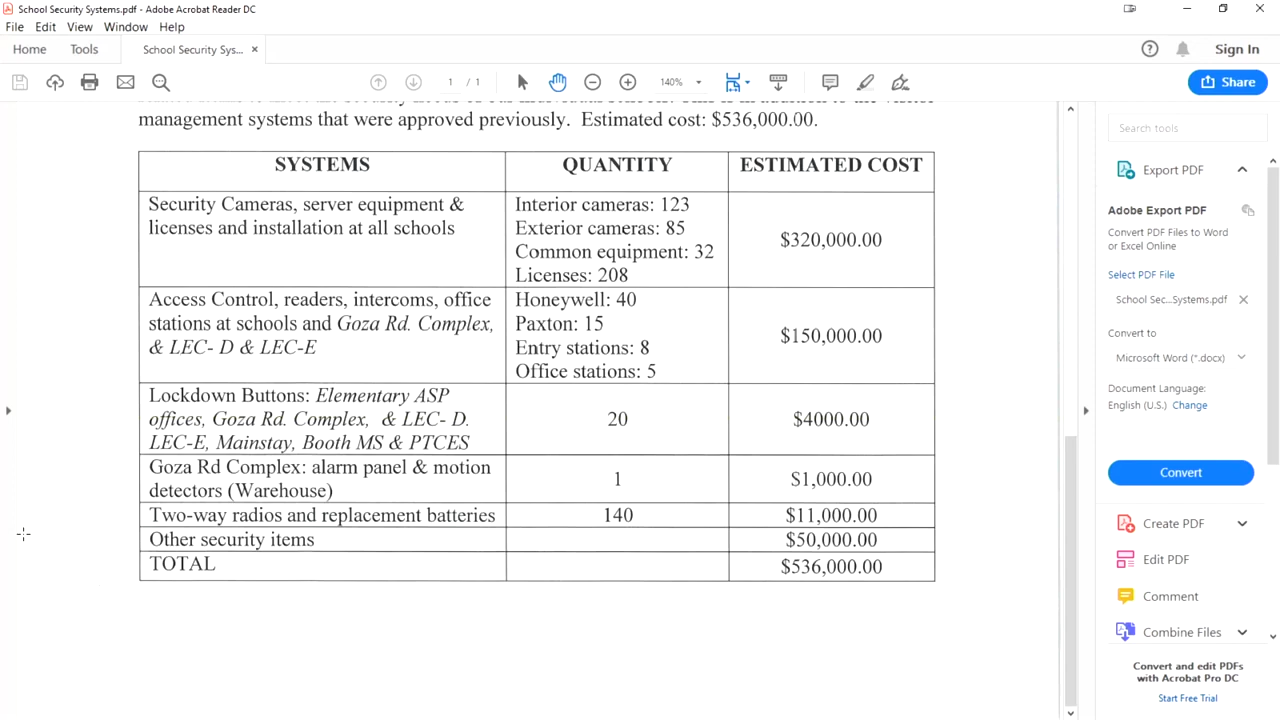 School Security Systems.pdf - Adobe Acrobat Reader DC
File Edit View Window Help
Home Tools School Security Sys... × Sign In
1 / 1 140% Share
management systems that were approved previously. Estimated cost: $536,000.00.
SYSTEMS QUANTITY ESTIMATED COST
Security Cameras, server equipment &
licenses and installation at all schools
Interior cameras: 123
Exterior cameras: 85
Common equipment: 32
Licenses: 208
$320,000.00
Access Control, readers, intercoms, office
stations at schools and Goza Rd. Complex,
& LEC- D & LEC-E
Honeywell: 40
Paxton: 15
Entry stations: 8
Office stations: 5
$150,000.00
Lockdown Buttons: Elementary ASP
offices, Goza Rd. Complex, & LEC- D.
LEC-E, Mainstay, Booth MS & PTCES
20
$4000.00
Goza Rd Complex: alarm panel & motion
detectors (Warehouse)
1
$1,000.00
Two-way radios and replacement batteries 140 $11,000.00
Other security items $50,000.00
TOTAL $536,000.00
Search tools
Export PDF
Adobe Export PDF
Convert PDF Files to Word
or Excel Online
Select PDF File
School Sec...Systems.pdf ×
Convert to
Microsoft Word (*.docx)
Document Language:
English (U.S.) Change
Convert
Create PDF
Edit PDF
Comment
Combine Files
Convert and edit PDFs
with Acrobat Pro DC
Start Free Trial